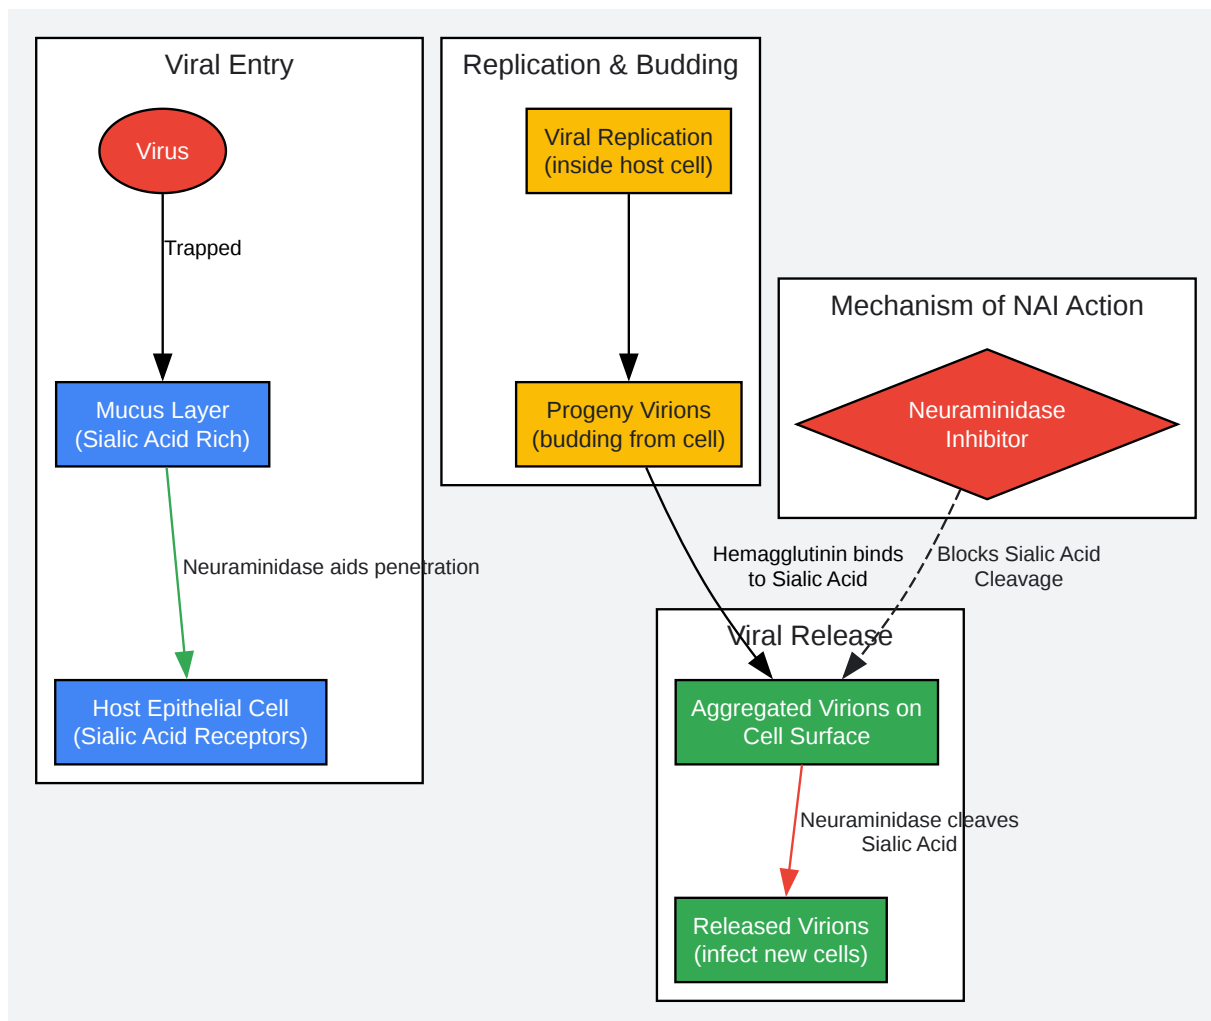 Viral Entry
Virus
Trapped
Mucus Layer
(Sialic Acid Rich)
Neuraminidase aids penetration
Host Epithelial Cell
(Sialic Acid Receptors)
Replication & Budding
Viral Replication
(inside host cell)
Progeny Virions
(budding from cell)
Mechanism of NAI Action
Neuraminidase
Inhibitor
Hemagglutinin binds
to Sialic Acid
Blocks Sialic Acid
Cleavage
Viral Release
Aggregated Virions on
Cell Surface
Neuraminidase cleaves
Sialic Acid
Released Virions
(infect new cells)